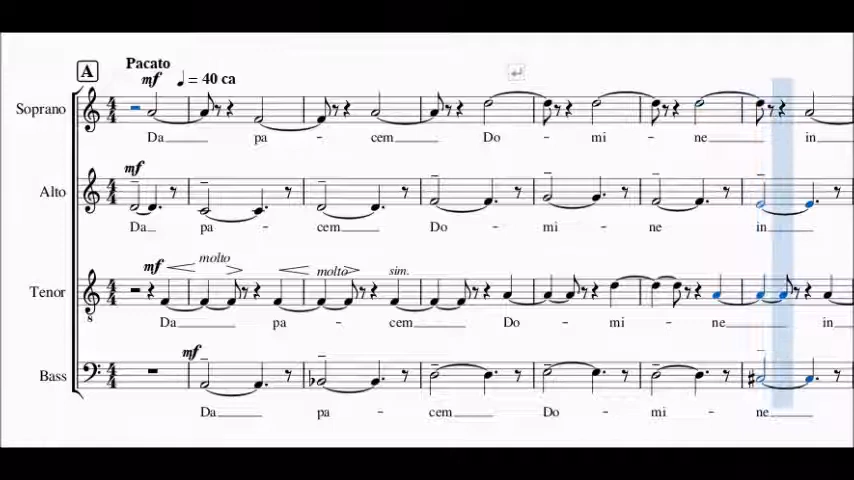 A
Pacato
mf = 40 ca
Soprano
Da pa - cem Do - mi - ne in
mf
Alto
Da pa - cem Do - mi - ne in
mf molto molto sim.
Tenor
8
Da pa - cem Do - mi - ne in
mf
Bass
Da pa - cem Do - mi - ne